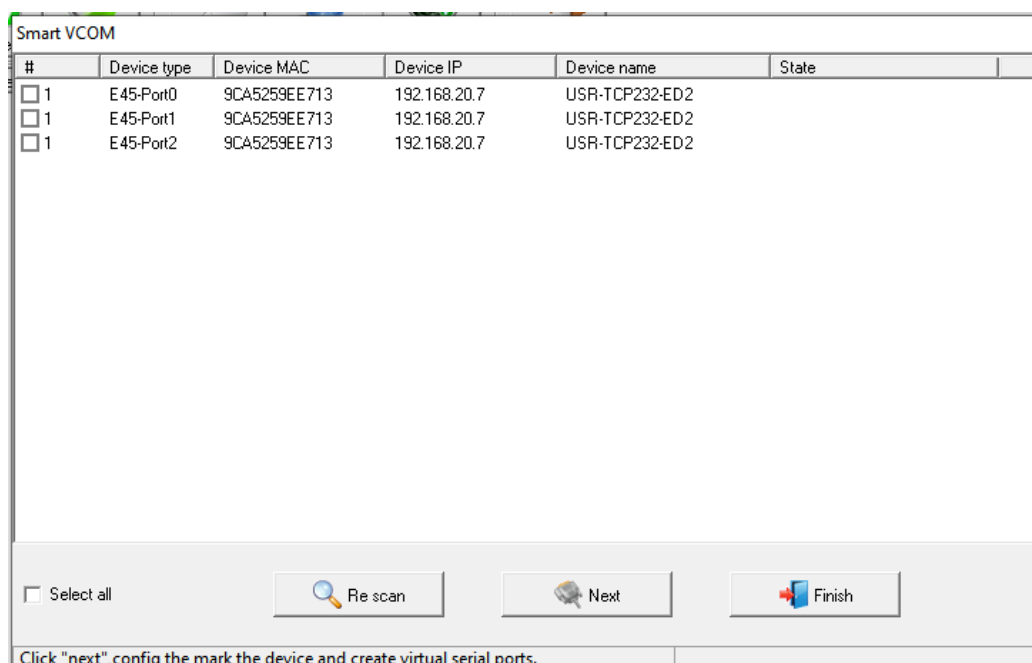 Smart VCOM
# Device type Device MAC Device IP Device name State
1 E45-Port0 9CA5259EE713 192.168.20.7 USR-TCP232-ED2
1 E45-Port1 9CA5259EE713 192.168.20.7 USR-TCP232-ED2
1 E45-Port2 9CA5259EE713 192.168.20.7 USR-TCP232-ED2
Select all Re scan Next Finish
Click "next" config the mark the device and create virtual serial ports.